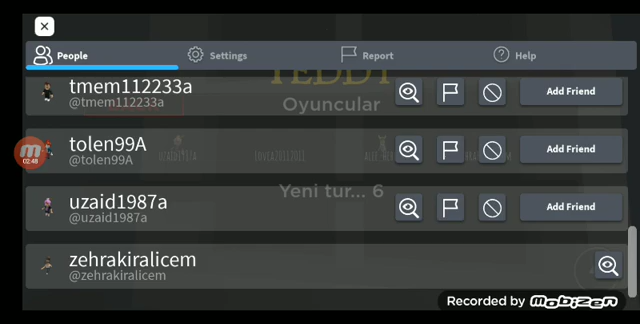 People Settings Report Help
TEDDY
tmem112233a
@tmem112233a
Add Friend
Oyuncular
tolen99A
@tolen99A
Add Friend
02:48
Yeni tur... 6
uzaid1987a
@uzaid1987a
Add Friend
zehrakiralicem
@zehrakiralicem
Recorded by mobizen